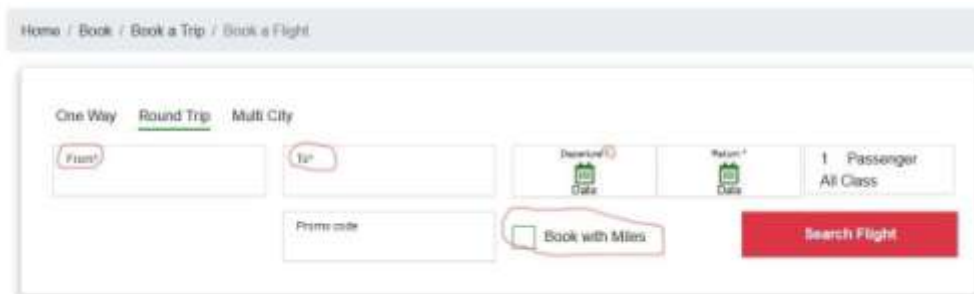 Home / Book / Book a Trip / Book a Flight
One Way Round Trip Multi City
From*
To*
Departure*
Date
Return *
Date
1 Passenger
All Class
Promo code
Book with Miles
Search Flight